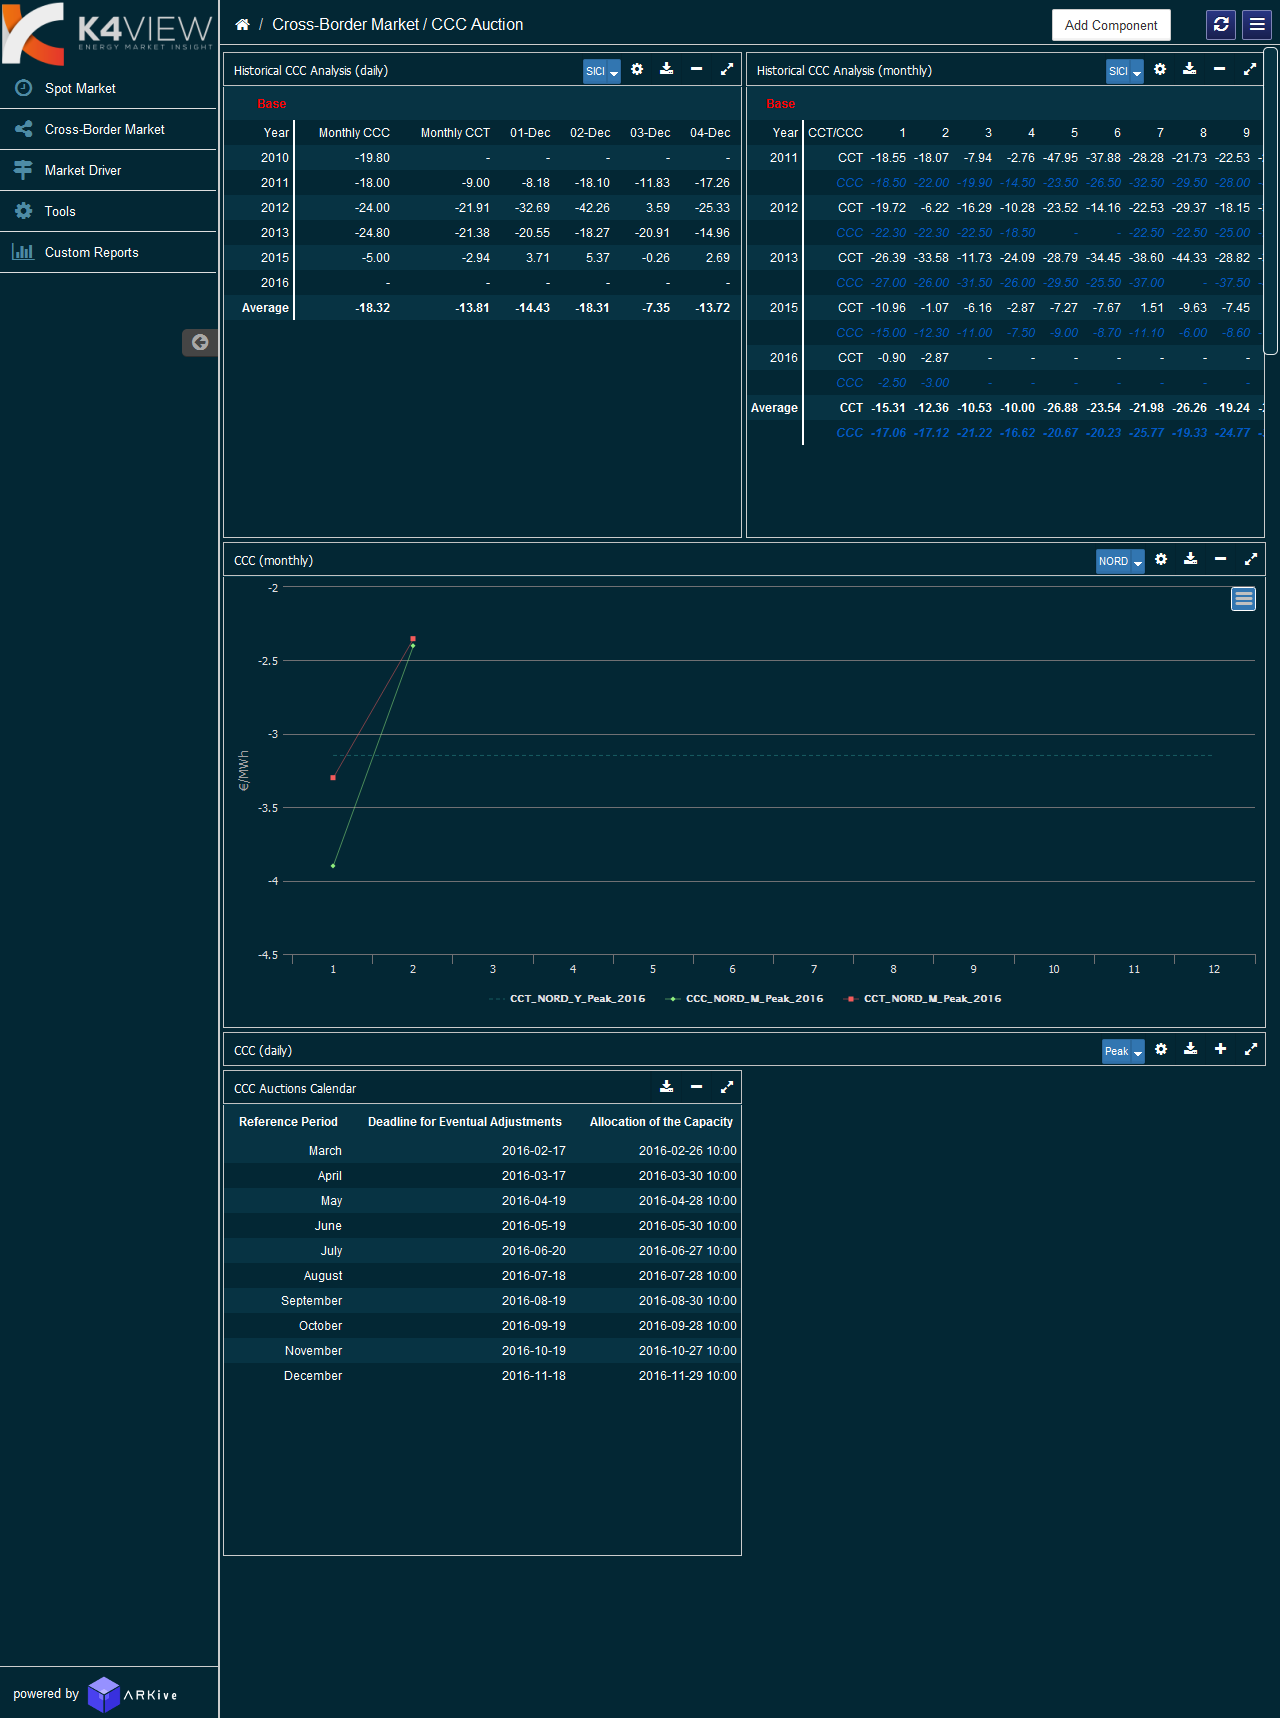 K4VIEW
ENERGY MARKET INSIGHT
Spot Market
Cross-Border Market
Market Driver
Tools
Custom Reports
powered by ARKive
/ Cross-Border Market / CCC Auction
Add Component
Historical CCC Analysis (daily)
SICI
Base
Year Monthly CCC Monthly CCT 01-Dec 02-Dec 03-Dec 04-Dec
2010 -19.80 - - - - -
2011 -18.00 -9.00 -8.18 -18.10 -11.83 -17.26
2012 -24.00 -21.91 -32.69 -42.26 3.59 -25.33
2013 -24.80 -21.38 -20.55 -18.27 -20.91 -14.96
2015 -5.00 -2.94 3.71 5.37 -0.26 2.69
2016 - - - - - -
Average -18.32 -13.81 -14.43 -18.31 -7.35 -13.72
Historical CCC Analysis (monthly)
SICI
Base
Year CCT/CCC 1 2 3 4 5 6 7 8 9
2011 CCT -18.55 -18.07 -7.94 -2.76 -47.95 -37.88 -28.28 -21.73 -22.53
CCC -18.50 -22.00 -19.90 -14.50 -23.50 -26.50 -32.50 -29.50 -28.00
2012 CCT -19.72 -6.22 -16.29 -10.28 -23.52 -14.16 -22.53 -29.37 -18.15
CCC -22.30 -22.30 -22.50 -18.50 - - -22.50 -22.50 -25.00
2013 CCT -26.39 -33.58 -11.73 -24.09 -28.79 -34.45 -38.60 -44.33 -28.82
CCC -27.00 -26.00 -31.50 -26.00 -29.50 -25.50 -37.00 - -37.50
2015 CCT -10.96 -1.07 -6.16 -2.87 -7.27 -7.67 1.51 -9.63 -7.45
CCC -15.00 -12.30 -11.00 -7.50 -9.00 -8.70 -11.10 -6.00 -8.60
2016 CCT -0.90 -2.87 - - - - - - -
CCC -2.50 -3.00 - - - - - - -
Average CCT -15.31 -12.36 -10.53 -10.00 -26.88 -23.54 -21.98 -26.26 -19.24
CCC -17.06 -17.12 -21.22 -16.62 -20.67 -20.23 -25.77 -19.33 -24.77
CCC (monthly)
NORD
-2
-2.5
-3
-3.5
-4
-4.5
€/MWh
1 2 3 4 5 6 7 8 9 10 11 12
CCT_NORD_Y_Peak_2016 CCC_NORD_M_Peak_2016 CCT_NORD_M_Peak_2016
CCC (daily)
Peak
CCC Auctions Calendar
Reference Period Deadline for Eventual Adjustments Allocation of the Capacity
March 2016-02-17 2016-02-26 10:00
April 2016-03-17 2016-03-30 10:00
May 2016-04-19 2016-04-28 10:00
June 2016-05-19 2016-05-30 10:00
July 2016-06-20 2016-06-27 10:00
August 2016-07-18 2016-07-28 10:00
September 2016-08-19 2016-08-30 10:00
October 2016-09-19 2016-09-28 10:00
November 2016-10-19 2016-10-27 10:00
December 2016-11-18 2016-11-29 10:00